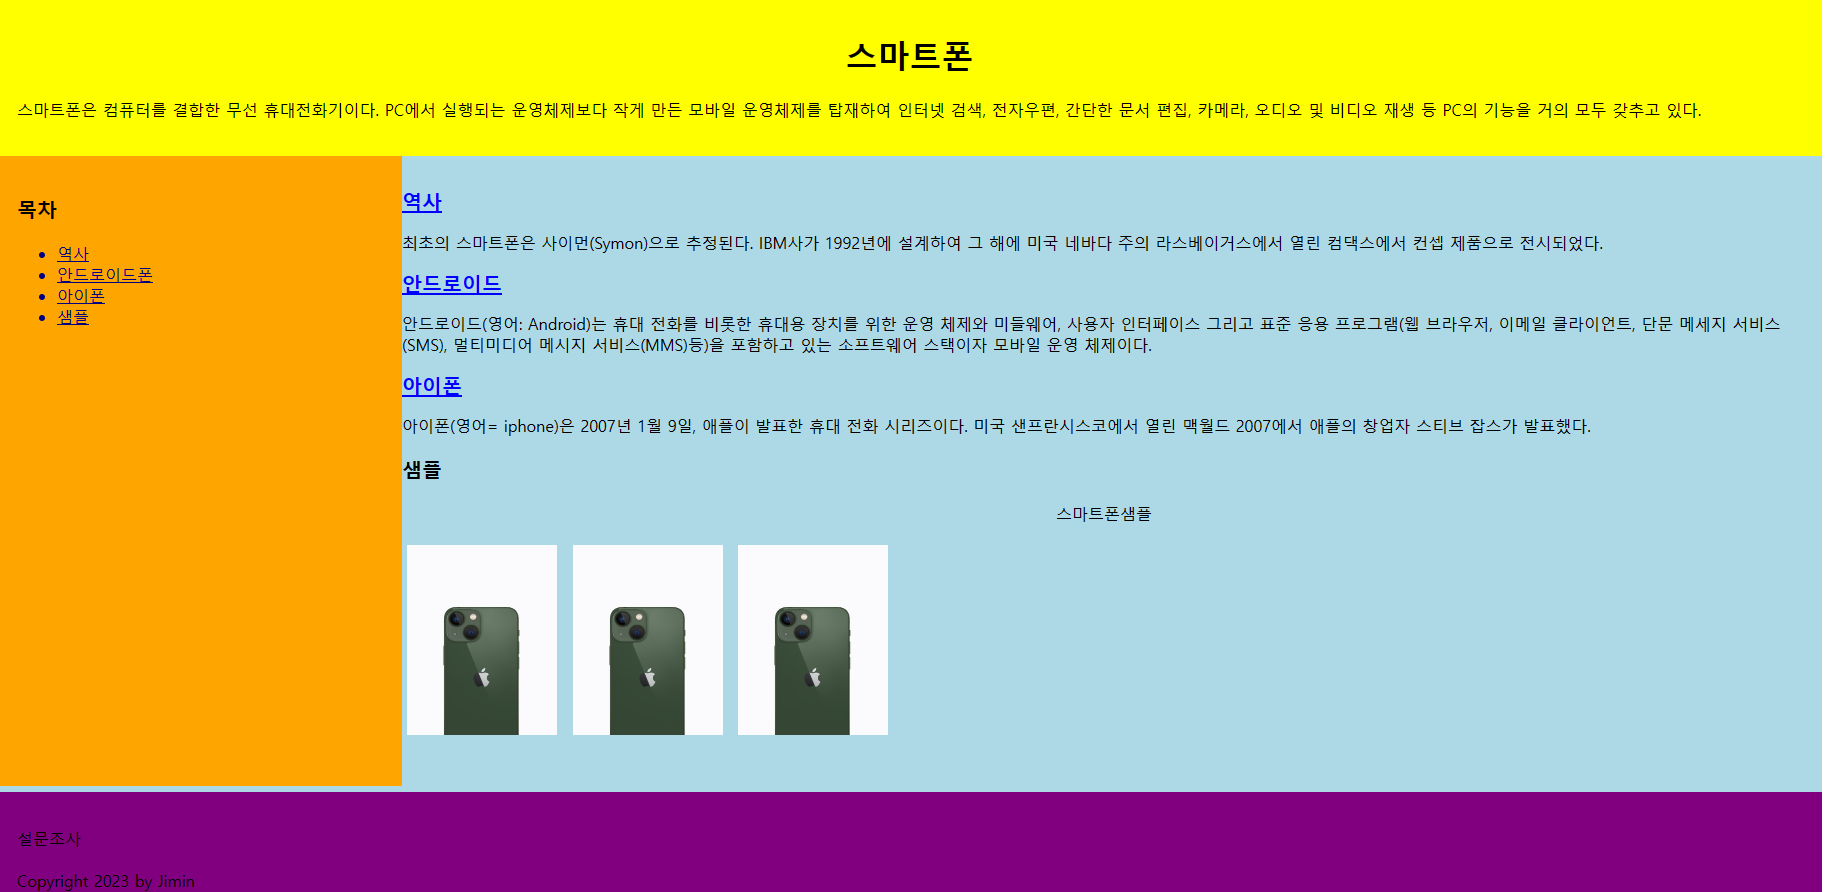 스마트폰
스마트폰은 컴퓨터를 결합한 무선 휴대전화기이다. PC에서 실행되는 운영체제보다 작게 만든 모바일 운영체제를 탑재하여 인터넷 검색, 전자우편, 간단한 문서 편집, 카메라, 오디오 및 비디오 재생 등 PC의 기능을 거의 모두 갖추고 있다.
목차
역사
안드로이드폰
아이폰
샘플
역사
최초의 스마트폰은 사이먼(Symon)으로 추정된다. IBM사가 1992년에 설계하여 그 해에 미국 네바다 주의 라스베이거스에서 열린 컴댁스에서 컨셉 제품으로 전시되었다.
안드로이드
안드로이드(영어: Android)는 휴대 전화를 비롯한 휴대용 장치를 위한 운영 체제와 미들웨어, 사용자 인터페이스 그리고 표준 응용 프로그램(웹 브라우저, 이메일 클라이언트, 단문 메세지 서비스
(SMS), 멀티미디어 메시지 서비스(MMS)등)을 포함하고 있는 소프트웨어 스택이자 모바일 운영 체제이다.
아이폰
아이폰(영어= iphone)은 2007년 1월 9일, 애플이 발표한 휴대 전화 시리즈이다. 미국 샌프란시스코에서 열린 맥월드 2007에서 애플의 창업자 스티브 잡스가 발표했다.
샘플
스마트폰샘플
설문조사
Copyright 2023 by Jimin